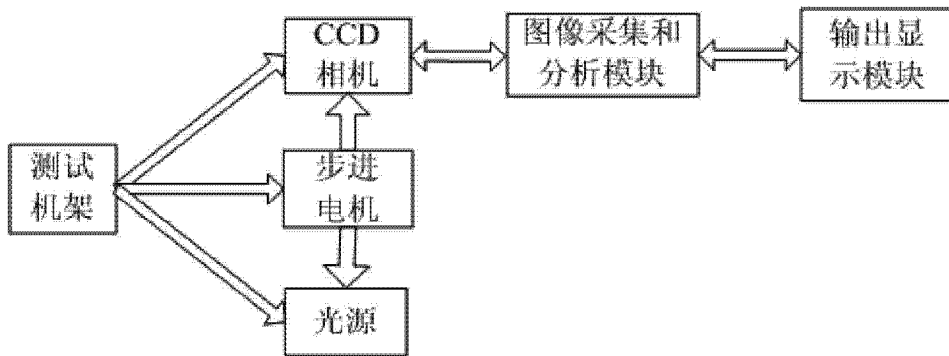 CCD
相机
图像采集和
分析模块
输出显
示模块
测试
机架
步进
电机
光源